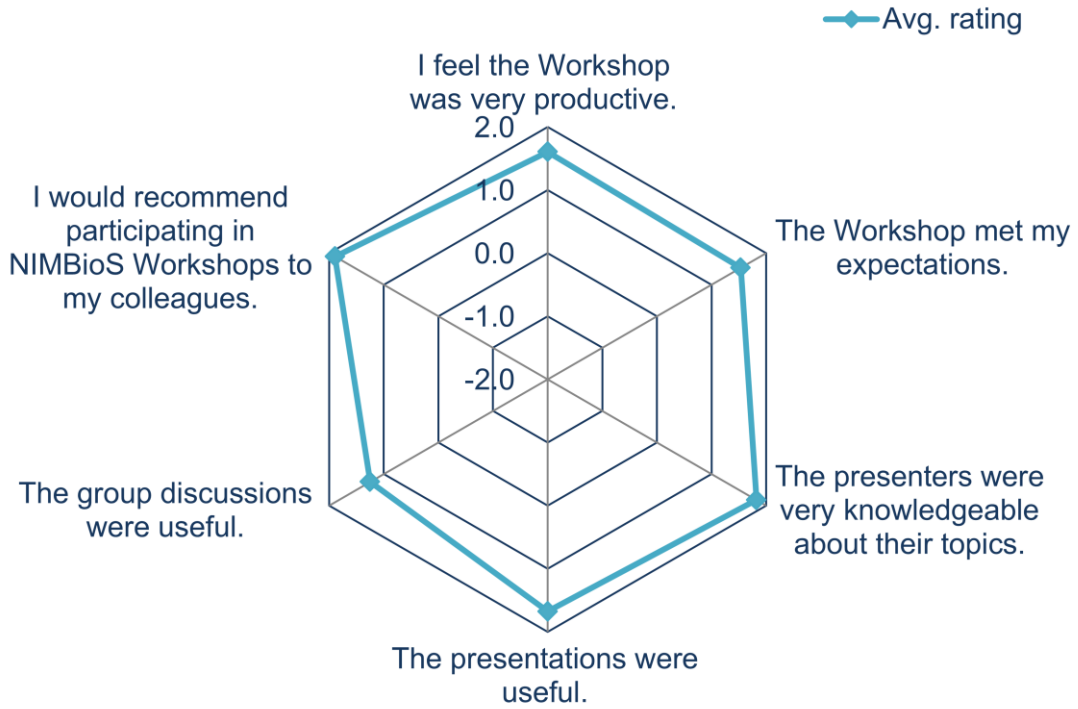 Avg. rating
I feel the Workshop
was very productive.
2.0
1.0
0.0
-1.0
-2.0
The Workshop met my
expectations.
The presenters were
very knowledgeable
about their topics.
The presentations were
useful.
The group discussions
were useful.
I would recommend
participating in
NIMBioS Workshops to
my colleagues.